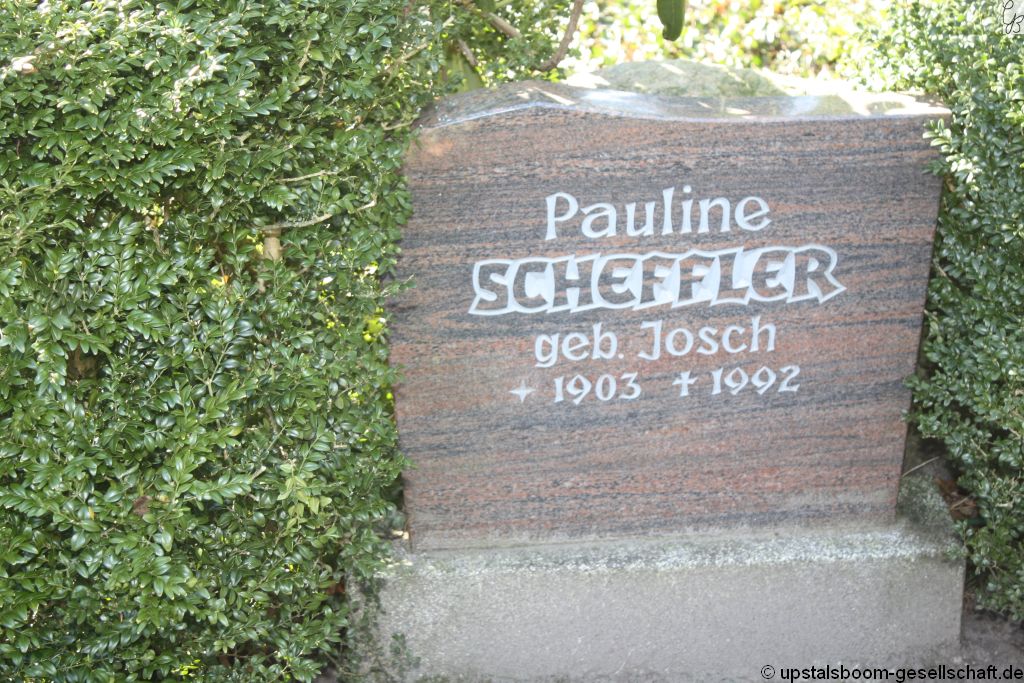 Pauline
SCHEFFLER
geb. Josch
✦ 1903 ✝ 1992
© upstalsboom-gesellschaft.de